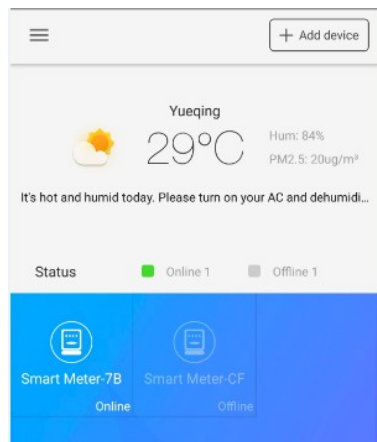 + Add device
Yueqing
29°C
Hum: 84%
PM2.5: 20ug/m³
It's hot and humid today. Please turn on your AC and dehumidi...
Status
Online 1
Offline 1
Smart Meter-7B
Online
Smart Meter-CF
Offline